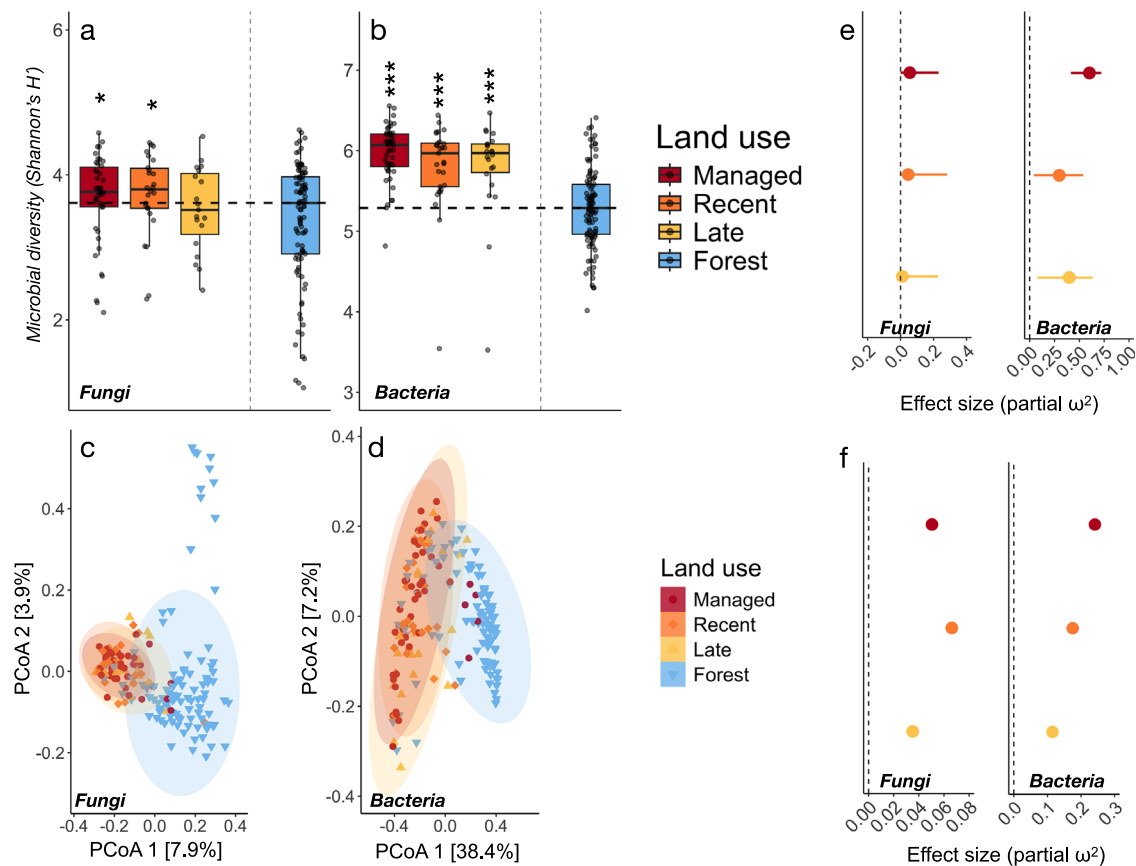 a
b
e
Microbial diversity (Shannon's H')
6
4
2
*
*
Fungi
7
6
5
4
3
***
***
***
Bacteria
Land use
Managed
Recent
Late
Forest
Fungi
-0.2
0.0
0.2
0.4
Bacteria
0.00
0.25
0.50
0.75
1.00
Effect size (partial ω²)
c
d
f
PCoA 2 [3.9%]
0.4
0.2
0.0
-0.2
Fungi
-0.4
-0.2
0.0
0.2
0.4
PCoA 1 [7.9%]
PCoA 2 [7.2%]
0.4
0.2
0.0
-0.2
-0.4
Bacteria
-0.4
0.0
0.4
PCoA 1 [38.4%]
Land use
Managed
Recent
Late
Forest
Fungi
0.00
0.02
0.04
0.06
0.08
Bacteria
0.0
0.1
0.2
0.3
Effect size (partial ω²)